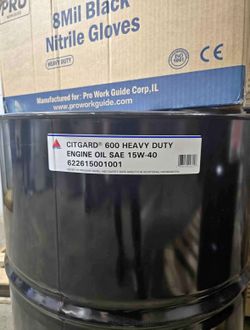 PRO
8Mil Black
Nitrile Gloves
HEAVY DUTY
Manufactured for: Pro Work Guide Corp,IL
www.proworkguide.com
CITGARD® 600 HEAVY DUTY
ENGINE OIL SAE 15W-40
622615001001